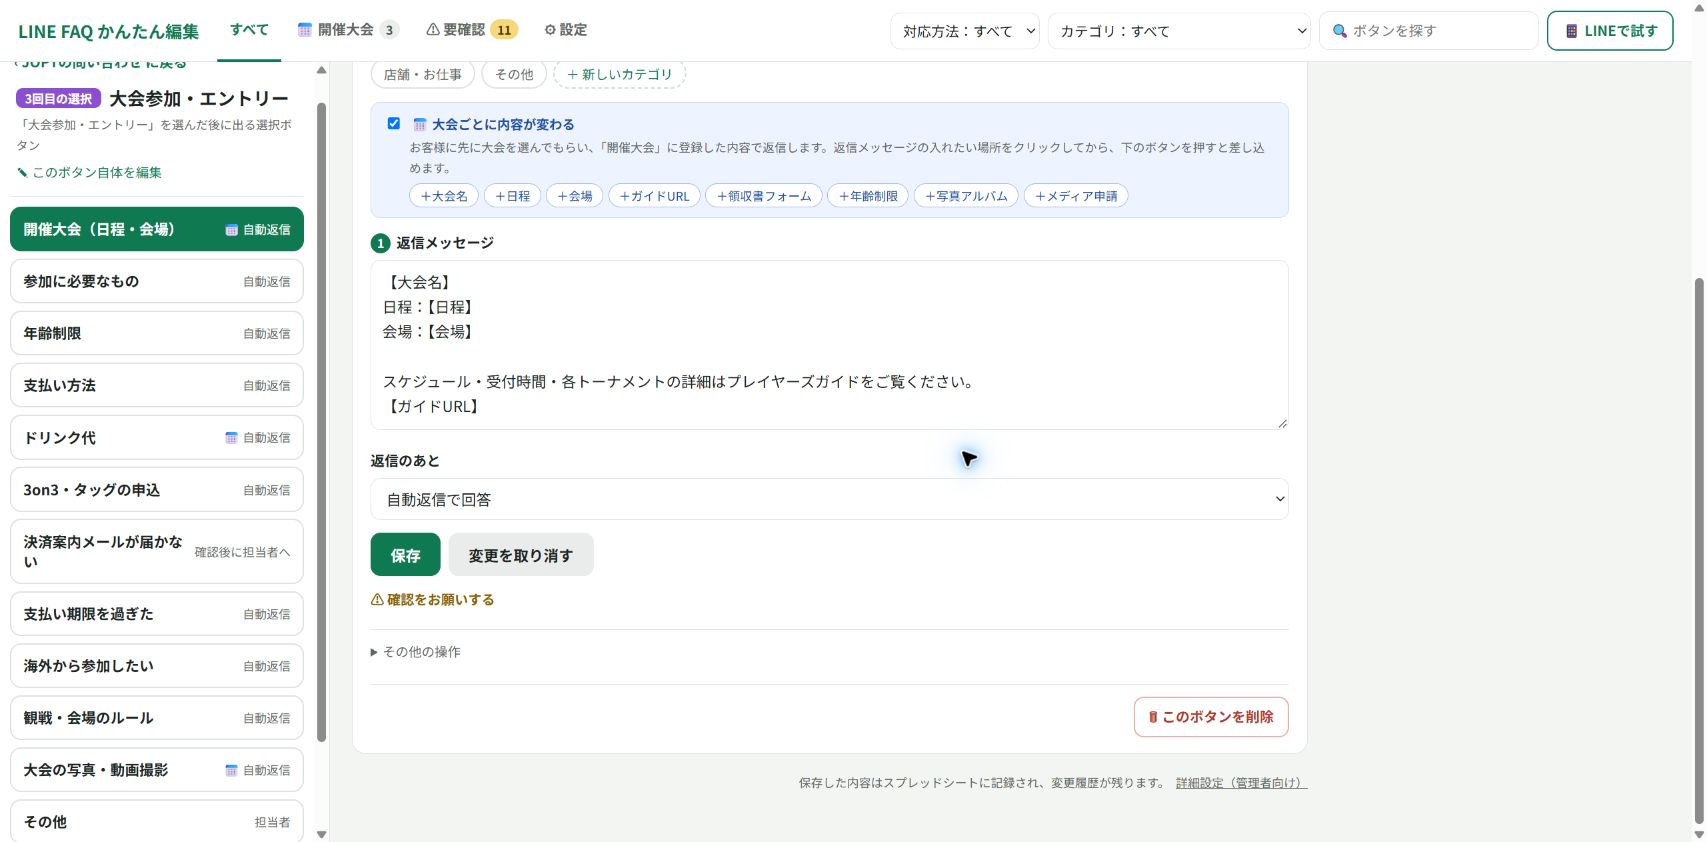 LINE FAQ かんたん編集
すべて
開催大会 3
⚠要確認 11
設定
対応方法：すべて
カテゴリ：すべて
ボタンを探す
LINEで試す
‹ JOPTの問い合わせ に戻る
3回目の選択 大会参加・エントリー
「大会参加・エントリー」を選んだ後に出る選択ボ
タン
このボタン自体を編集
開催大会（日程・会場） 自動返信
参加に必要なもの 自動返信
年齢制限 自動返信
支払い方法 自動返信
ドリンク代 自動返信
3on3・タッグの申込 自動返信
決済案内メールが届かな
い 確認後に担当者へ
支払い期限を過ぎた 自動返信
海外から参加したい 自動返信
観戦・会場のルール 自動返信
大会の写真・動画撮影 自動返信
その他 担当者
店舗・お仕事
その他
＋ 新しいカテゴリ
大会ごとに内容が変わる
お客様に先に大会を選んでもらい、「開催大会」に登録した内容で返信します。返信メッセージの入れたい場所をクリックしてから、下のボタンを押すと差し込
めます。
＋大会名 ＋日程 ＋会場 ＋ガイドURL ＋領収書フォーム ＋年齢制限 ＋写真アルバム ＋メディア申請
1 返信メッセージ
【大会名】
日程：【日程】
会場：【会場】
スケジュール・受付時間・各トーナメントの詳細はプレイヤーズガイドをご覧ください。
【ガイドURL】
返信のあと
自動返信で回答
保存
変更を取り消す
⚠確認をお願いする
▶ その他の操作
このボタンを削除
保存した内容はスプレッドシートに記録され、変更履歴が残ります。 詳細設定（管理者向け）